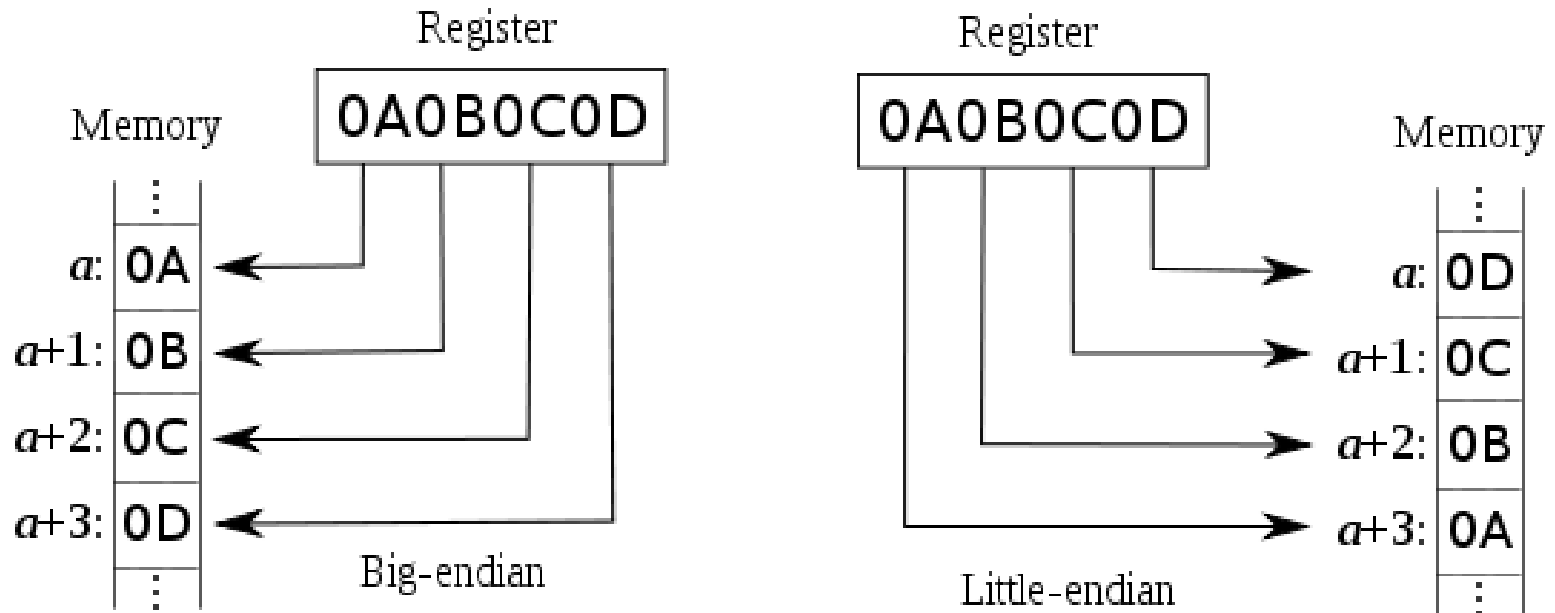 Register
0A0B0C0D
Memory
⋮
a: 0A
a+1: 0B
a+2: 0C
a+3: 0D
⋮
Big-endian
Register
0A0B0C0D
Memory
⋮
a: 0D
a+1: 0C
a+2: 0B
a+3: 0A
⋮
Little-endian